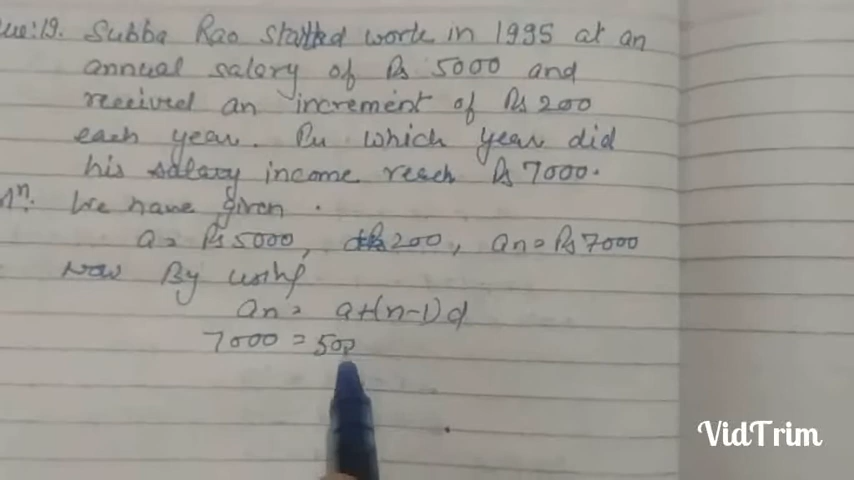 Que:19. Subba Rao started work in 1995 at an
annual salary of Rs 5000 and
received an increment of Rs 200
each year. In which year did
his salary income reach Rs 7000.
We have given
a = Rs 5000, d = Rs 200, an = Rs 7000
Now By using
an = a+(n-1) d
7000 = 500
VidTrim